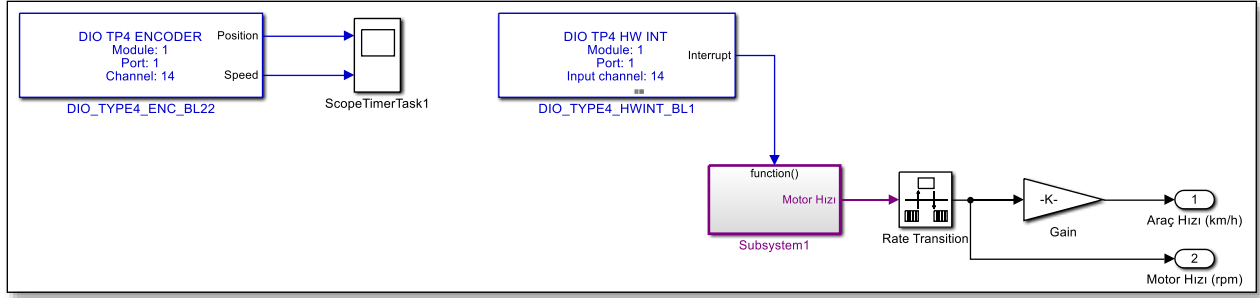 DIO TP4 ENCODER
Module: 1
Port: 1
Channel: 14
Position
Speed
DIO_TYPE4_ENC_BL22
ScopeTimerTask1
DIO TP4 HW INT
Module: 1
Port: 1
Input channel: 14
Interrupt
DIO_TYPE4_HWINT_BL1
function()
Motor Hızı
Subsystem1
Rate Transition
-K-
Gain
1
Araç Hızı (km/h)
2
Motor Hızı (rpm)